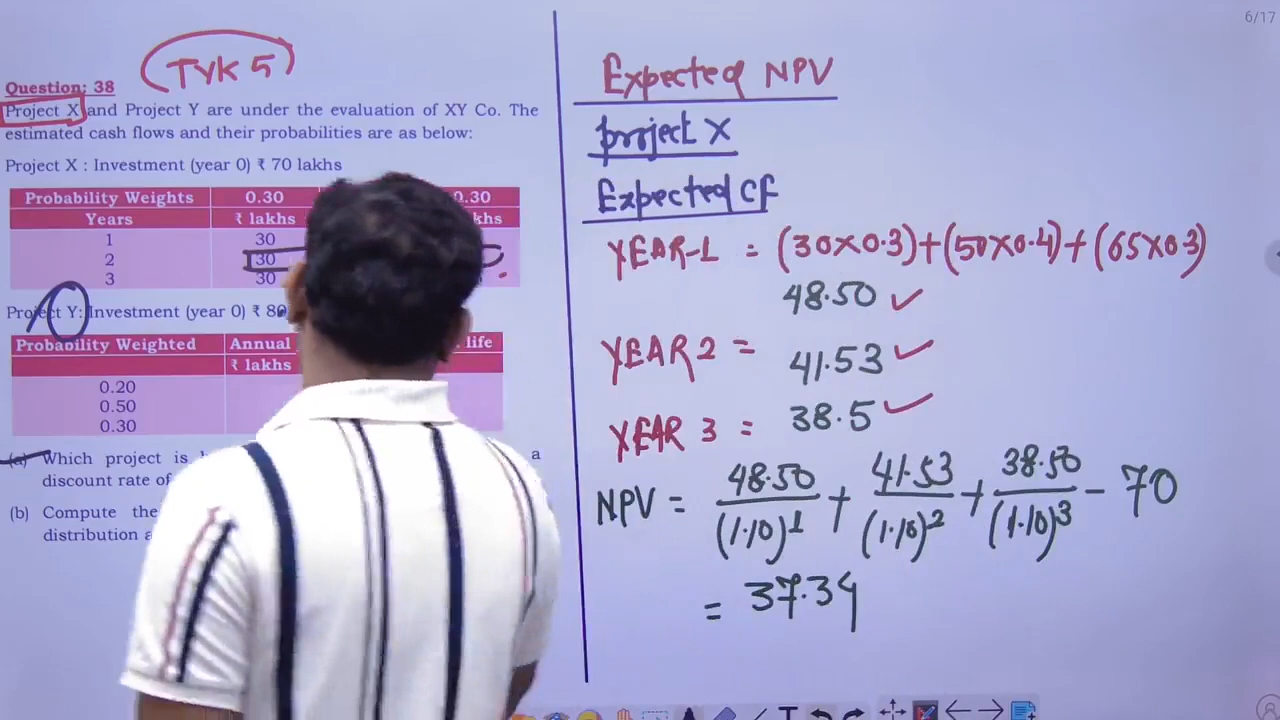 6/17
TYK 5
Question: 38
Project X and Project Y are under the evaluation of XY Co. The
estimated cash flows and their probabilities are as below:
Project X : Investment (year 0) ₹ 70 lakhs
Probability Weights 0.30 0.30
Years ₹ lakhs khs
1 30
2 30
3 30
Project Y: Investment (year 0) ₹ 80
Probability Weighted Annual life
₹ lakhs
0.20
0.50
0.30
(a) Which project is a
discount rate of
(b) Compute the
distribution a
Expected NPV
project X
Expected CF
YEAR-1 = (30×0.3)+(50×0.4)+(65×0.3)
48.50 ✓
YEAR 2 = 41.53 ✓
YEAR 3 = 38.5 ✓
NPV = 48.50/(1.10)^1 + 41.53/(1.10)^2 + 38.50/(1.10)^3 - 70
= 37.34